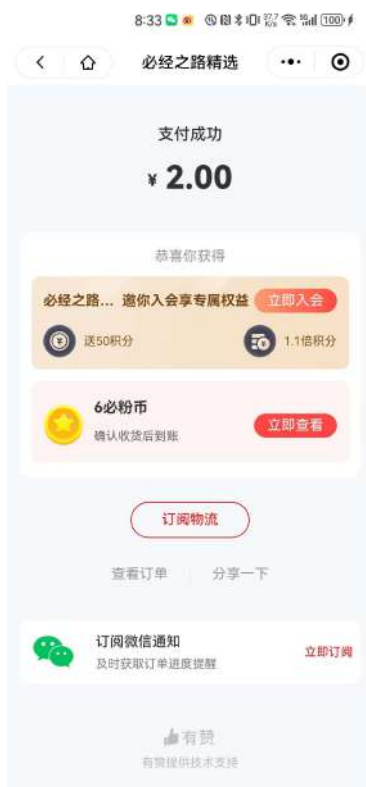 8:33
100
必经之路精选
支付成功
¥ 2.00
恭喜你获得
必经之路... 邀你入会享专属权益 立即入会
送50积分 1.1倍积分
6必粉币
确认收货后到账
立即查看
订阅物流
查看订单 分享一下
订阅微信通知
及时获取订单进度提醒
立即订阅
有赞
有赞提供技术支持